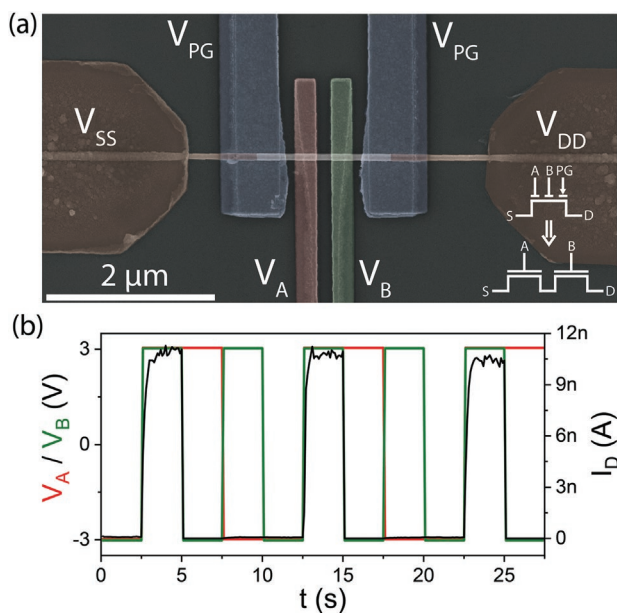 (a)
V_PG V_PG
V_SS V_DD
A B PG
S D
⇓
A B
S D
2 μm V_A V_B
(b)
V_A / V_B (V)
3
0
-3
0 5 10 15 20 25
t (s)
12n
9n
6n
3n
0
I_D (A)